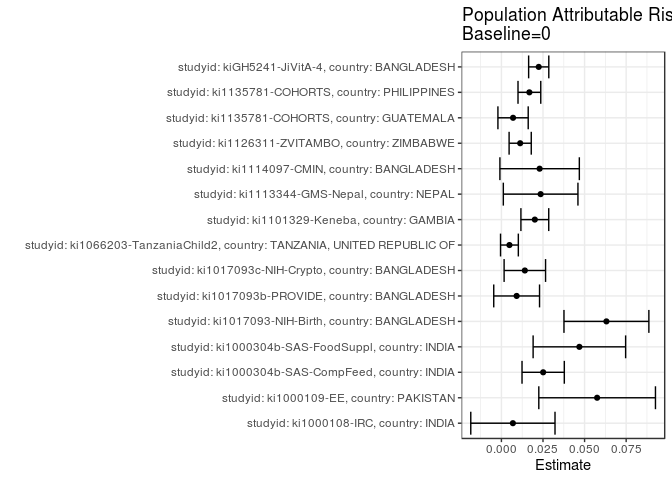 Population Attributable Ris
Baseline=0
studyid: kiGH5241-JiVitA-4, country: BANGLADESH
studyid: ki1135781-COHORTS, country: PHILIPPINES
studyid: ki1135781-COHORTS, country: GUATEMALA
studyid: ki1126311-ZVITAMBO, country: ZIMBABWE
studyid: ki1114097-CMIN, country: BANGLADESH
studyid: ki1113344-GMS-Nepal, country: NEPAL
studyid: ki1101329-Keneba, country: GAMBIA
studyid: ki1066203-TanzaniaChild2, country: TANZANIA, UNITED REPUBLIC OF
studyid: ki1017093c-NIH-Crypto, country: BANGLADESH
studyid: ki1017093b-PROVIDE, country: BANGLADESH
studyid: ki1017093-NIH-Birth, country: BANGLADESH
studyid: ki1000304b-SAS-FoodSuppl, country: INDIA
studyid: ki1000304b-SAS-CompFeed, country: INDIA
studyid: ki1000109-EE, country: PAKISTAN
studyid: ki1000108-IRC, country: INDIA
0.000 0.025 0.050 0.075
Estimate